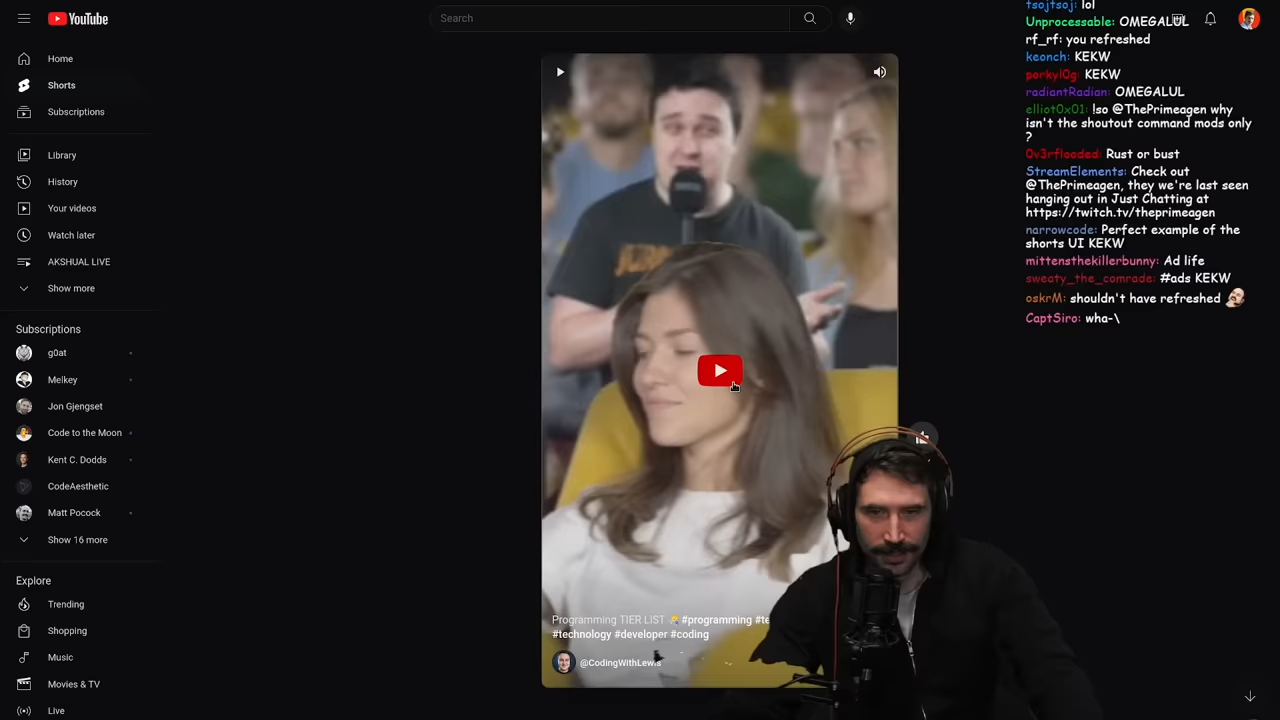 YouTube
Search
Home
Shorts
Subscriptions
Library
History
Your videos
Watch later
AKSHUAL LIVE
Show more
Subscriptions
g0at
Melkey
Jon Gjengset
Code to the Moon
Kent C. Dodds
CodeAesthetic
Matt Pocock
Show 16 more
Explore
Trending
Shopping
Music
Movies & TV
Live
Programming TIER LIST #programming #te
#technology #developer #coding
@CodingWithLewis
tsojtsoj: lol
Unprocessable: OMEGALUL
rf_rf: you refreshed
keonch: KEKW
porkyl0g: KEKW
radiantRadian: OMEGALUL
elliot0x01: !so @ThePrimeagen why
isn't the shoutout command mods only
?
0v3rfloaded: Rust or bust
StreamElements: Check out
@ThePrimeagen, they we're last seen
hanging out in Just Chatting at
https://twitch.tv/theprimeagen
narrowcode: Perfect example of the
shorts UI KEKW
mittensthekillerbunny: Ad life
sweaty_the_comrade: #ads KEKW
oskrM: shouldn't have refreshed
CaptSiro: wha-\